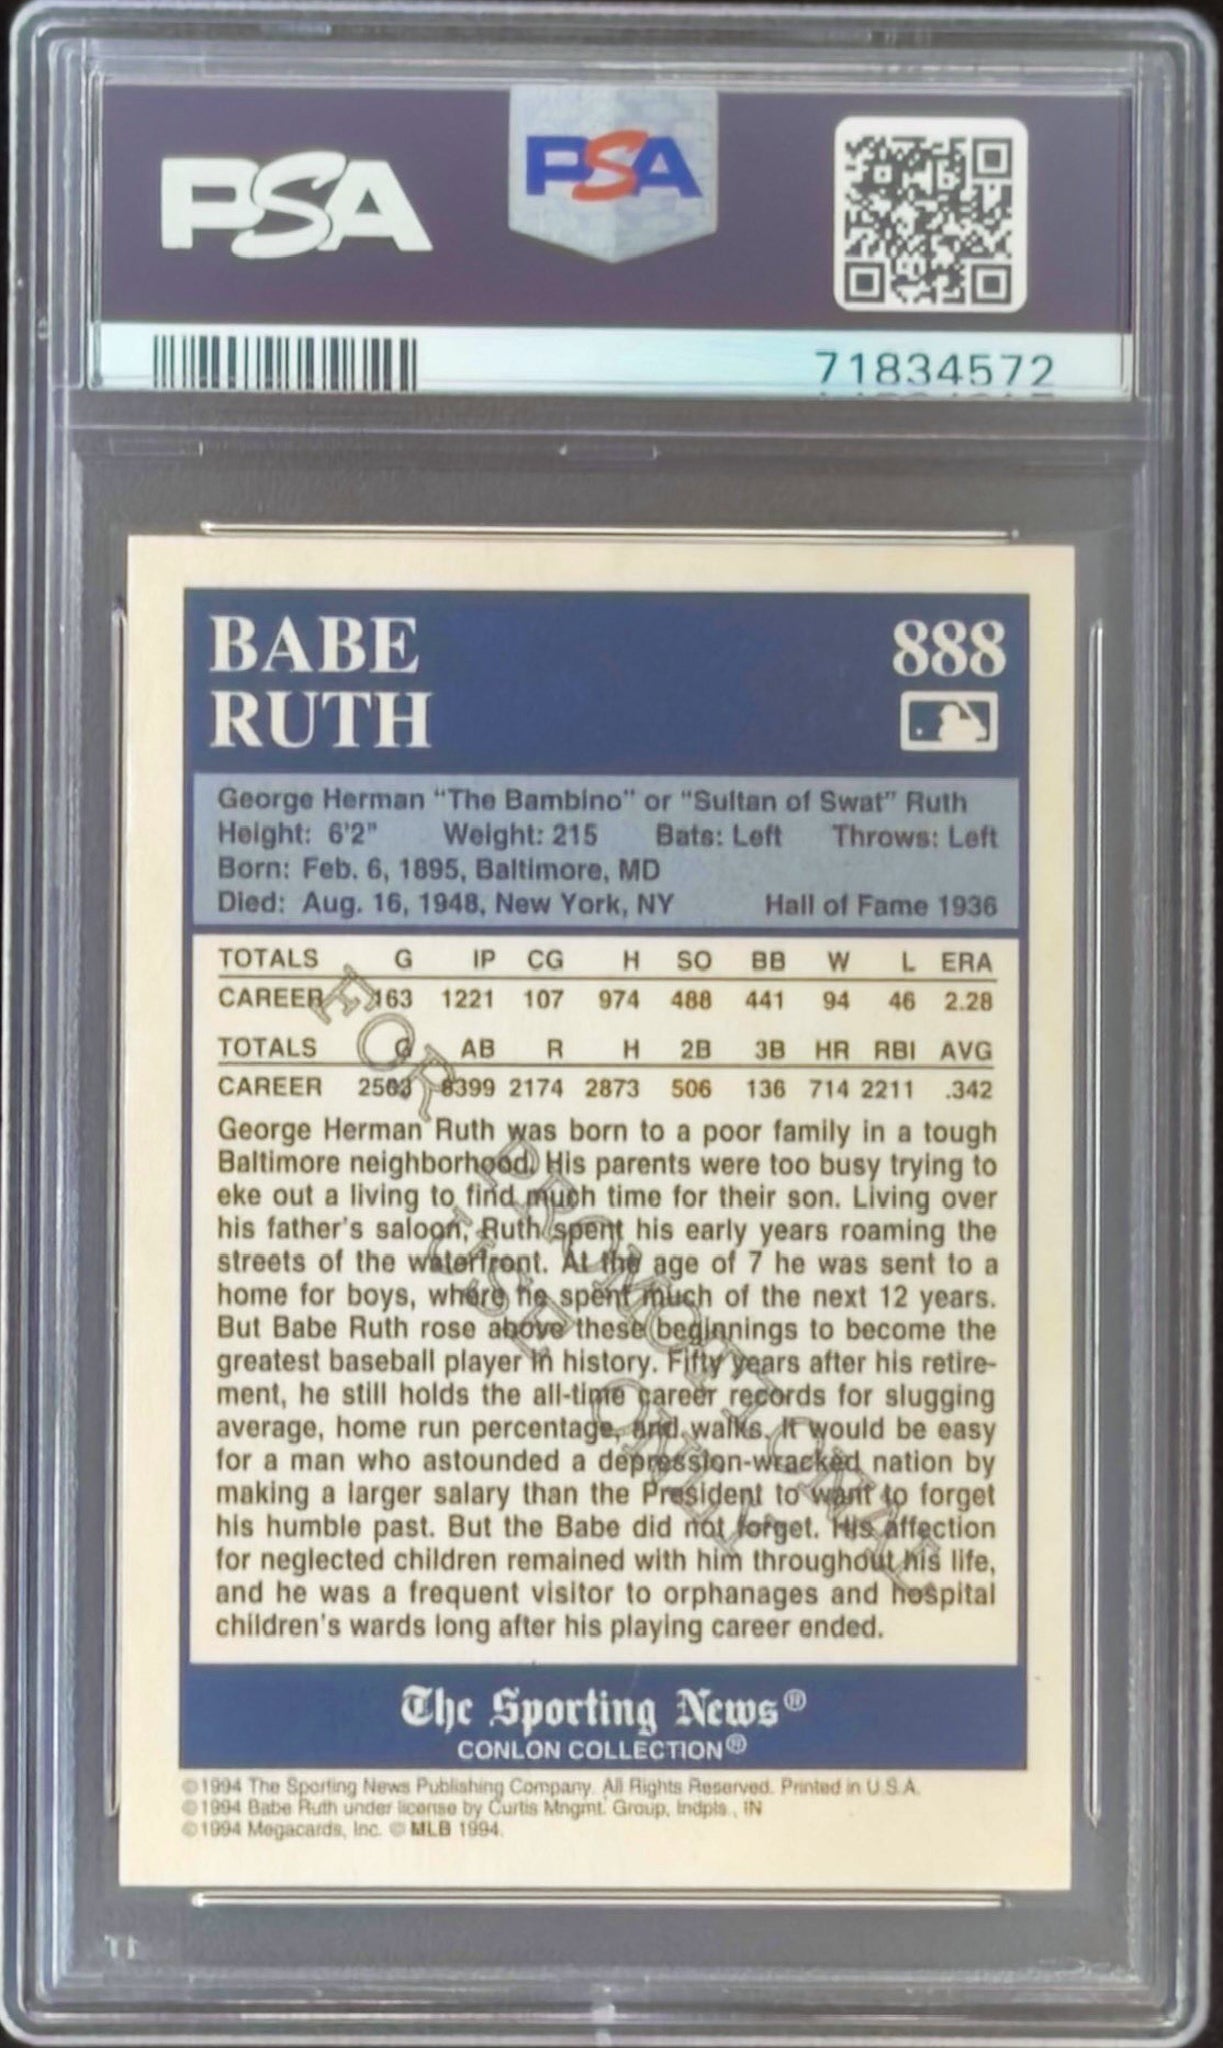 PSA
PSA
71834572
BABE
RUTH
888
George Herman "The Bambino" or "Sultan of Swat" Ruth
Height: 6'2" Weight: 215 Bats: Left Throws: Left
Born: Feb. 6, 1895, Baltimore, MD
Died: Aug. 16, 1948, New York, NY Hall of Fame 1936
TOTALS G IP CG H SO BB W L ERA
CAREER 163 1221 107 974 488 441 94 46 2.28
TOTALS G AB R H 2B 3B HR RBI AVG
CAREER 2503 8399 2174 2873 506 136 714 2211 .342
George Herman Ruth was born to a poor family in a tough
Baltimore neighborhood. His parents were too busy trying to
eke out a living to find much time for their son. Living over
his father's saloon, Ruth spent his early years roaming the
streets of the waterfront. At the age of 7 he was sent to a
home for boys, where he spent much of the next 12 years.
But Babe Ruth rose above these beginnings to become the
greatest baseball player in history. Fifty years after his retire-
ment, he still holds the all-time career records for slugging
average, home run percentage, and walks. It would be easy
for a man who astounded a depression-wracked nation by
making a larger salary than the President to want to forget
his humble past. But the Babe did not forget. His affection
for neglected children remained with him throughout his life,
and he was a frequent visitor to orphanages and hospital
children's wards long after his playing career ended.
FOR PROMOTIONAL
USE ONLY
The Sporting News®
CONLON COLLECTION®
©1994 The Sporting News Publishing Company. All Rights Reserved. Printed in U.S.A.
©1994 Babe Ruth under license by Curtis Mngmt. Group, Indpls., IN
©1994 Megacards, Inc. © MLB 1994.